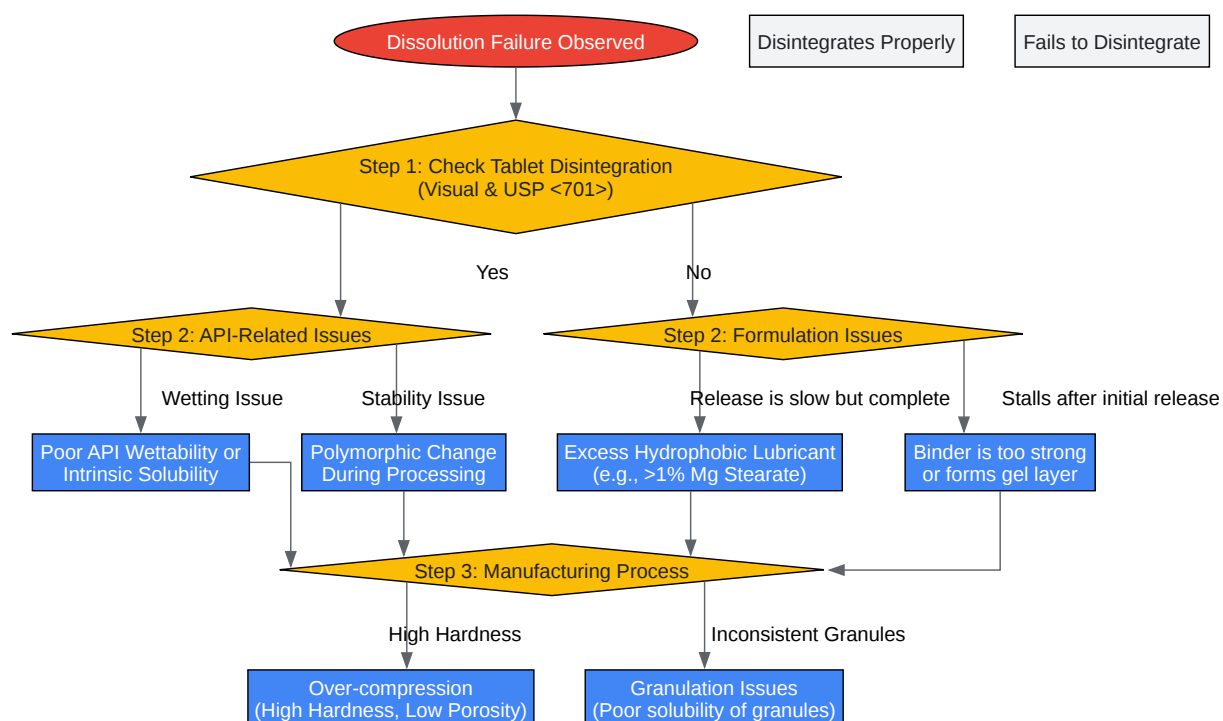 Dissolution Failure Observed
Disintegrates Properly
Fails to Disintegrate
Step 1: Check Tablet Disintegration
(Visual & USP <701>)
Yes
No
Step 2: API-Related Issues
Step 2: Formulation Issues
Wetting Issue
Stability Issue
Release is slow but complete
Stalls after initial release
Poor API Wettability or
Intrinsic Solubility
Polymorphic Change
During Processing
Excess Hydrophobic Lubricant
(e.g., >1% Mg Stearate)
Binder is too strong
or forms gel layer
Step 3: Manufacturing Process
High Hardness
Inconsistent Granules
Over-compression
(High Hardness, Low Porosity)
Granulation Issues
(Poor solubility of granules)